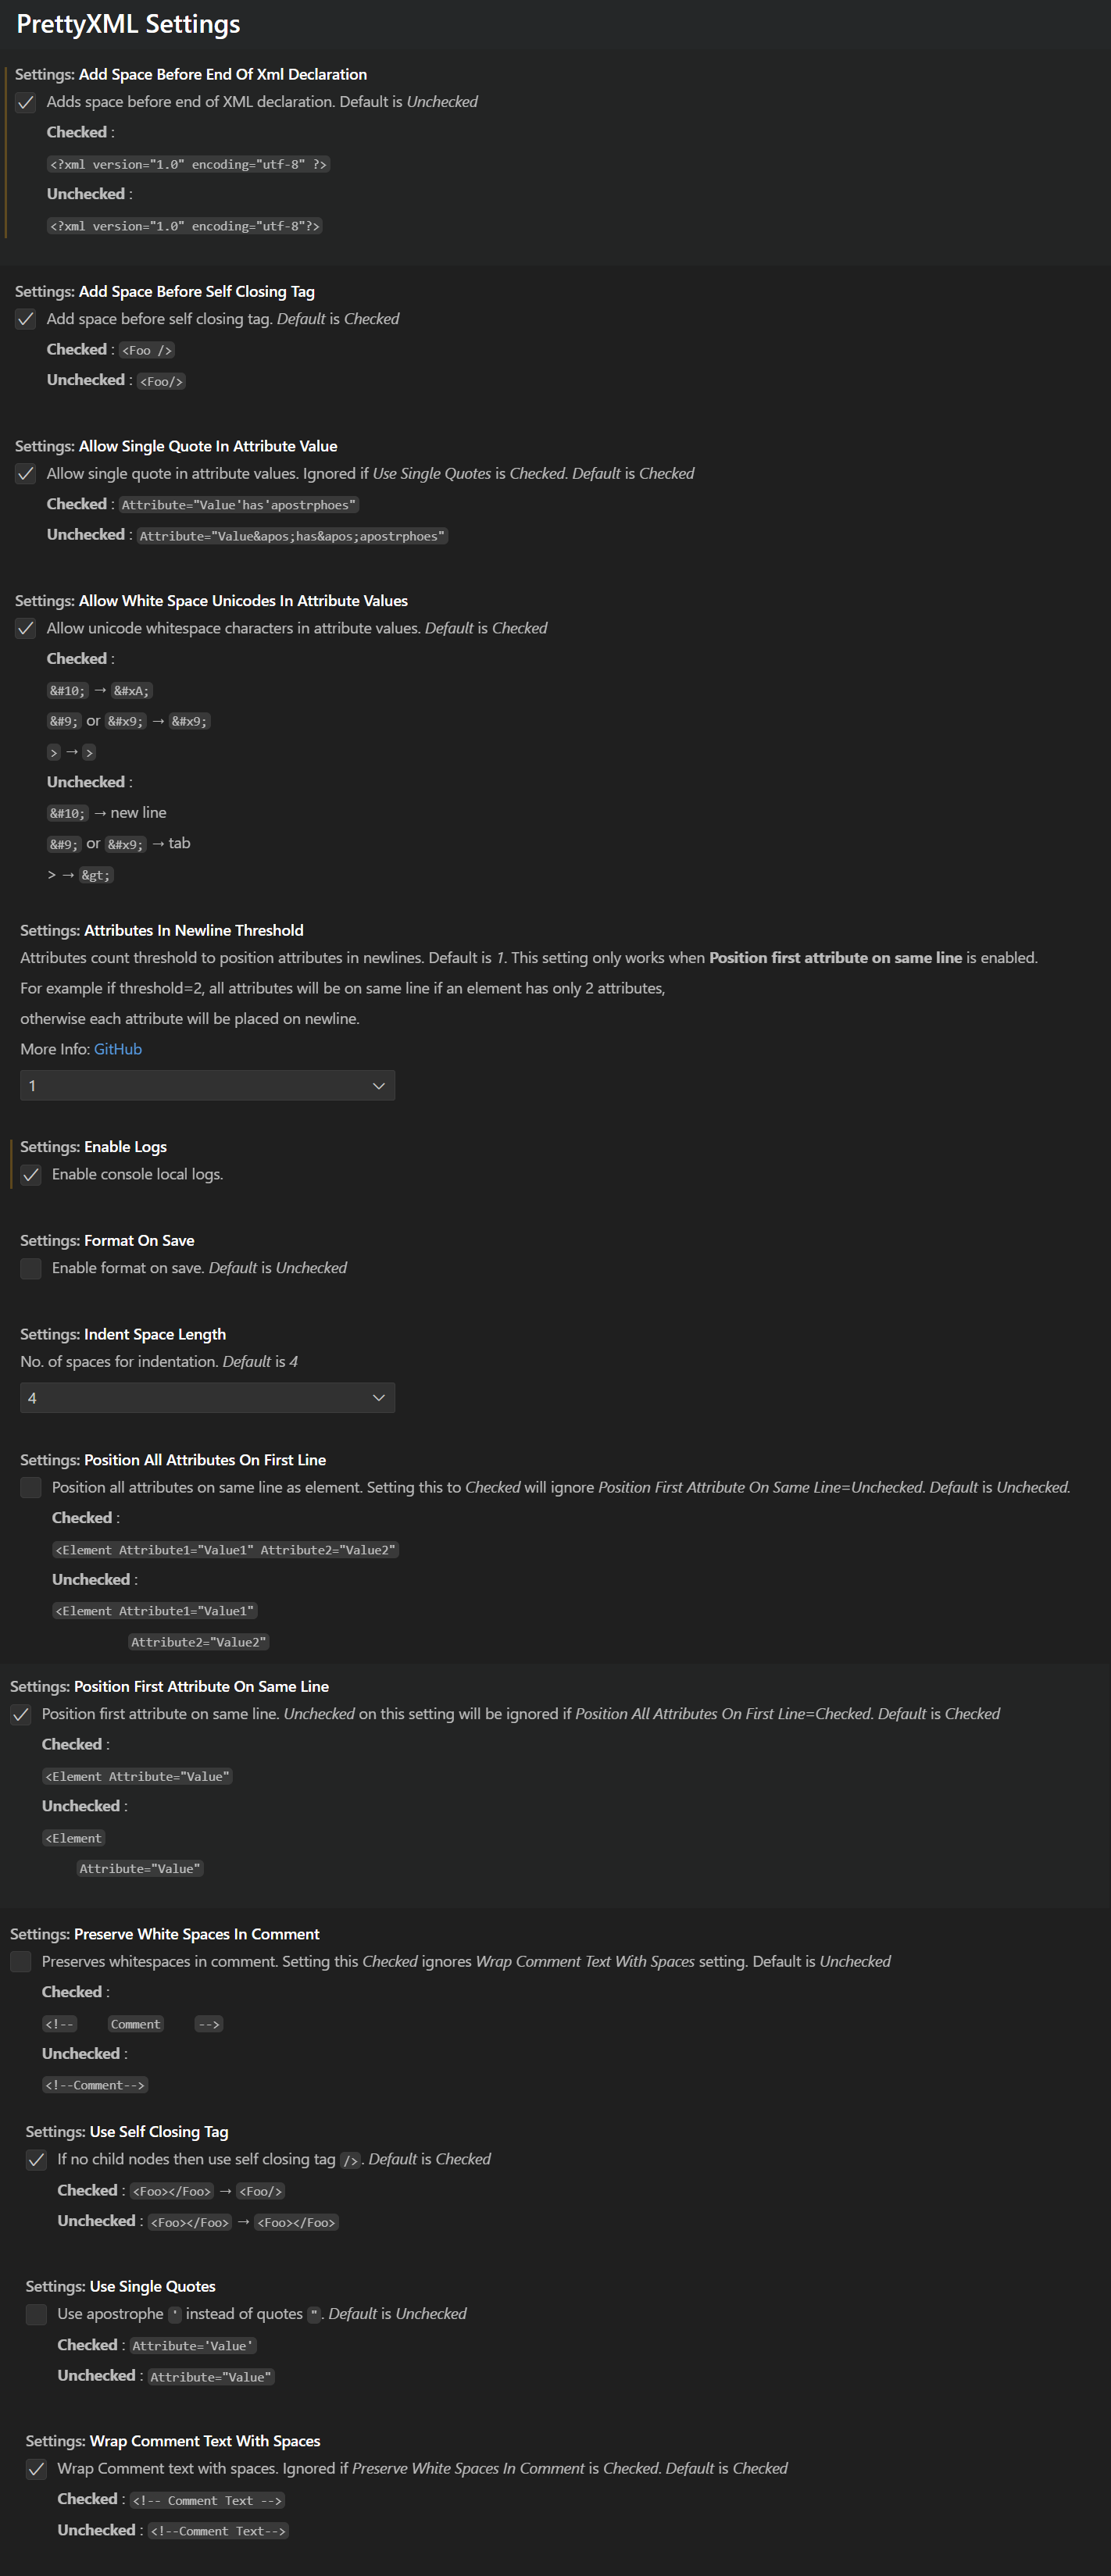 PrettyXML Settings
Settings: Add Space Before End Of Xml Declaration
Adds space before end of XML declaration. Default is Unchecked
Checked :
<?xml version="1.0" encoding="utf-8" ?>
Unchecked :
<?xml version="1.0" encoding="utf-8"?>
Settings: Add Space Before Self Closing Tag
Add space before self closing tag. Default is Checked
Checked : <Foo />
Unchecked : <Foo/>
Settings: Allow Single Quote In Attribute Value
Allow single quote in attribute values. Ignored if Use Single Quotes is Checked. Default is Checked
Checked : Attribute="Value'has'apostrphoes"
Unchecked : Attribute="Value&apos;has&apos;apostrphoes"
Settings: Allow White Space Unicodes In Attribute Values
Allow unicode whitespace characters in attribute values. Default is Checked
Checked :
&#10; → &#xA;
&#9; or &#x9; → &#x9;
> → >
Unchecked :
&#10; → new line
&#9; or &#x9; → tab
> → &gt;
Settings: Attributes In Newline Threshold
Attributes count threshold to position attributes in newlines. Default is 1. This setting only works when Position first attribute on same line is enabled.
For example if threshold=2, all attributes will be on same line if an element has only 2 attributes,
otherwise each attribute will be placed on newline.
More Info: GitHub
1
Settings: Enable Logs
Enable console local logs.
Settings: Format On Save
Enable format on save. Default is Unchecked
Settings: Indent Space Length
No. of spaces for indentation. Default is 4
4
Settings: Position All Attributes On First Line
Position all attributes on same line as element. Setting this to Checked will ignore Position First Attribute On Same Line=Unchecked. Default is Unchecked.
Checked :
<Element Attribute1="Value1" Attribute2="Value2"
Unchecked :
<Element Attribute1="Value1"
Attribute2="Value2"
Settings: Position First Attribute On Same Line
Position first attribute on same line. Unchecked on this setting will be ignored if Position All Attributes On First Line=Checked. Default is Checked
Checked :
<Element Attribute="Value"
Unchecked :
<Element
Attribute="Value"
Settings: Preserve White Spaces In Comment
Preserves whitespaces in comment. Setting this Checked ignores Wrap Comment Text With Spaces setting. Default is Unchecked
Checked :
<!-- Comment -->
Unchecked :
<!--Comment-->
Settings: Use Self Closing Tag
If no child nodes then use self closing tag />. Default is Checked
Checked : <Foo></Foo> → <Foo/>
Unchecked : <Foo></Foo> → <Foo></Foo>
Settings: Use Single Quotes
Use apostrophe ' instead of quotes ". Default is Unchecked
Checked : Attribute='Value'
Unchecked : Attribute="Value"
Settings: Wrap Comment Text With Spaces
Wrap Comment text with spaces. Ignored if Preserve White Spaces In Comment is Checked. Default is Checked
Checked : <!-- Comment Text -->
Unchecked : <!--Comment Text-->